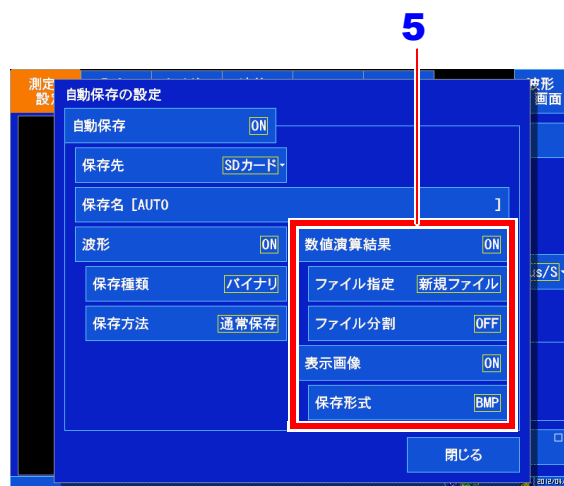 5
測定
波形
画面
自動保存の設定
自動保存 ON
保存先 SDカード
保存名 [AUTO ]
波形 ON
数値演算結果 ON
保存種類 バイナリ
ファイル指定 新規ファイル
µs/S
保存方法 通常保存
ファイル分割 OFF
表示画像 ON
保存形式 BMP
閉じる